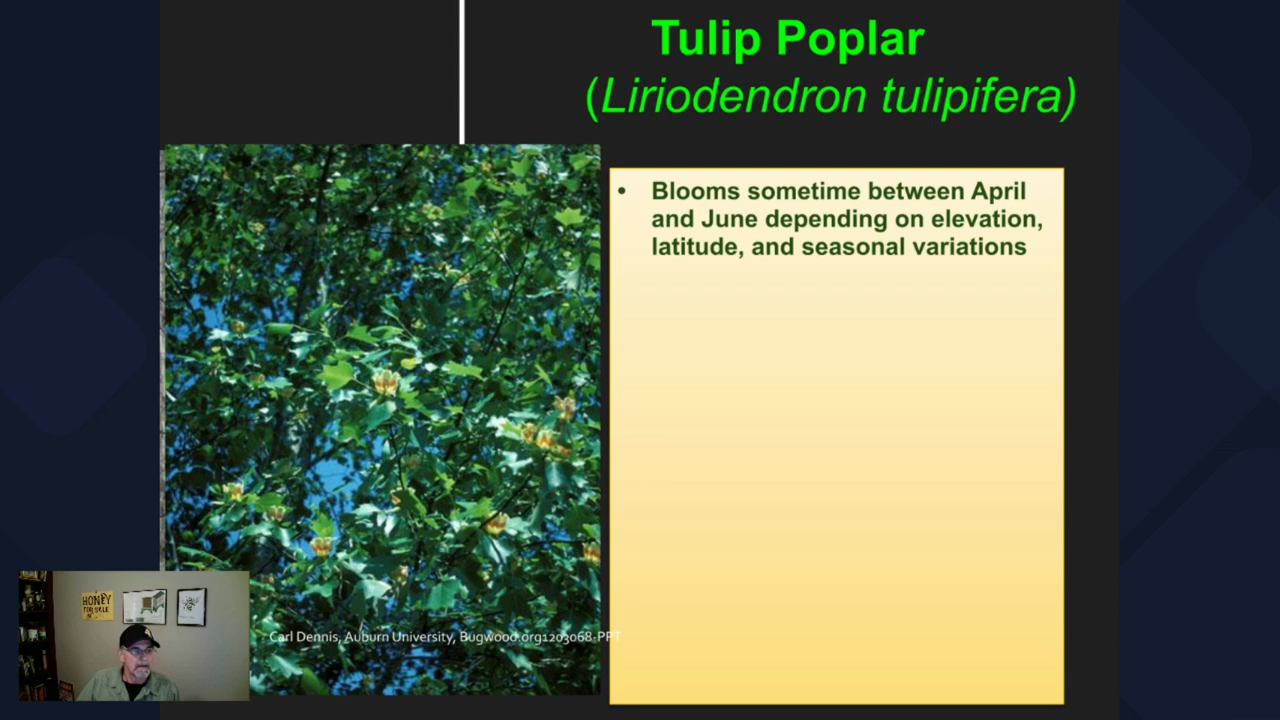 Tulip Poplar
(Liriodendron tulipifera)
• Blooms sometime between April
and June depending on elevation,
latitude, and seasonal variations
Carl Dennis, Auburn University, Bugwood.org1203068-PPT
HONEY
FOR SALE